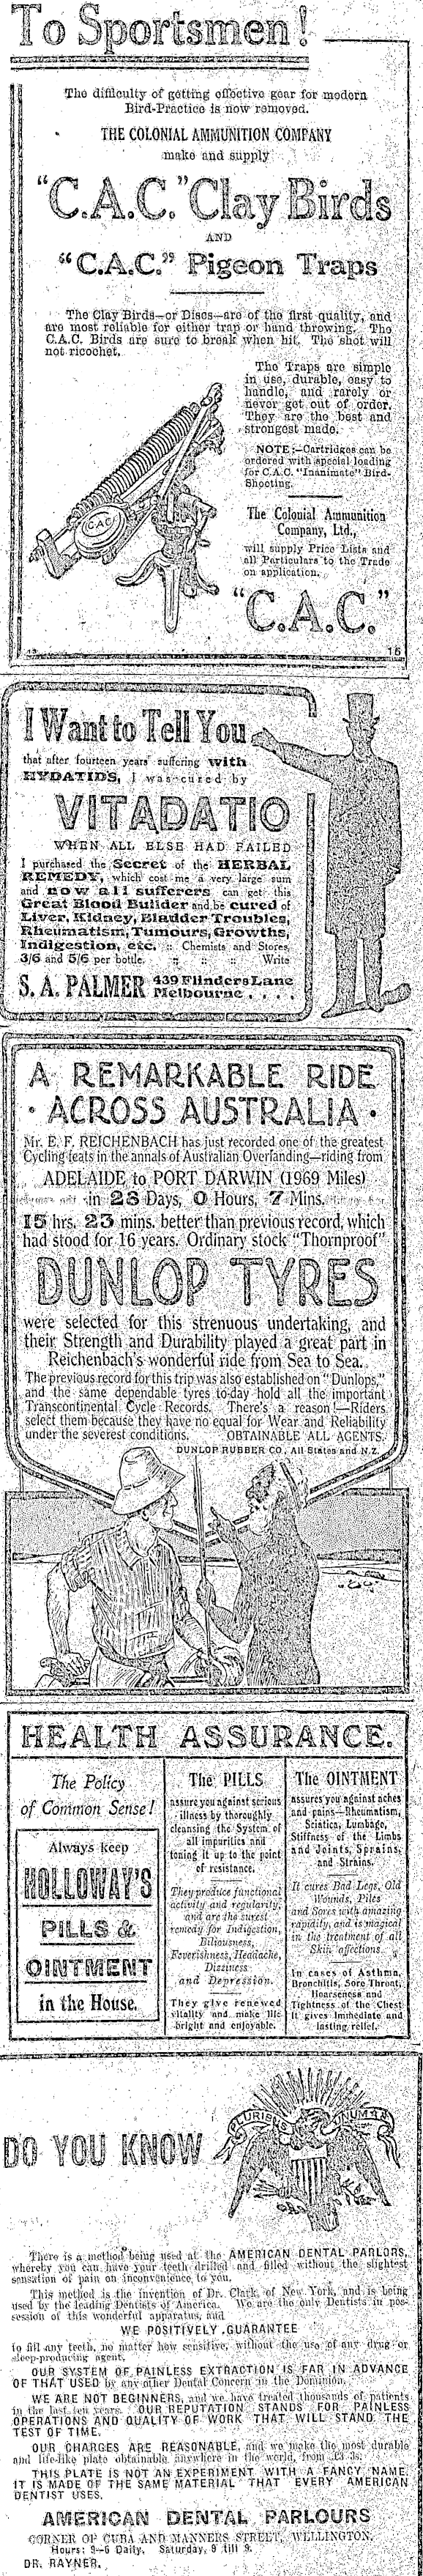 To Sportsmen!
The difficulty of getting effective gear for modern
Bird-Practice is now removed.
THE COLONIAL AMMUNITION COMPANY
make and supply
"C.A.C." Clay Birds
AND
"C.A.C." Pigeon Traps
The Clay Birds—or Discs—are of the first quality, and
are most reliable for either trap or hand throwing. The
C.A.C. Birds are sure to break when hit. The shot will
not ricochet.
The Traps are simple
in use, durable, easy to
handle, and rarely or
never get out of order.
They are the best and
strongest made.
NOTE:—Cartridges can be
ordered with special loading
for C.A.C. "Inanimate" Bird-
Shooting.
The Colonial Ammunition
Company, Ltd.,
will supply Price Lists and
all Particulars to the Trade
on application.
CAC
"C.A.C."
15
I Want to Tell You
that after fourteen years suffering with
HYDATIDS, I was cured by
VITADATIO
WHEN ALL ELSE HAD FAILED
I purchased the Secret of the HERBAL
REMEDY, which cost me a very large sum
and now all sufferers can get this
Great Blood Builder and be cured of
Liver, Kidney, Bladder Troubles,
Rheumatism, Tumours, Growths,
Indigestion, etc. :: Chemists and Stores
3/6 and 5/6 per bottle. :: :: :: Write
S. A. PALMER 439 Flinders Lane
Melbourne . . . .
A REMARKABLE RIDE
· ACROSS AUSTRALIA ·
Mr. E. F. REICHENBACH has just recorded one of the greatest
Cycling feats in the annals of Australian Overlanding—riding from
ADELAIDE to PORT DARWIN (1969 Miles)
in 28 Days, 0 Hours, 7 Mins.
15 hrs. 23 mins. better than previous record, which
had stood for 16 years. Ordinary stock "Thornproof"
DUNLOP TYRES
were selected for this strenuous undertaking, and
their Strength and Durability played a great part in
Reichenbach's wonderful ride from Sea to Sea.
The previous record for this trip was also established on "Dunlops,"
and the same dependable tyres to-day hold all the important
Transcontinental Cycle Records. There's a reason!—Riders
select them because they have no equal for Wear and Reliability
under the severest conditions. OBTAINABLE ALL AGENTS.
DUNLOP RUBBER CO., All States and N.Z.
HEALTH ASSURANCE.
The Policy
of Common Sense!
Always keep
HOLLOWAY'S
PILLS &
OINTMENT
in the House.
The PILLS
assure you against serious
illness by thoroughly
cleansing the System of
all impurities and
toning it up to the point
of resistance.
They produce functional
activity and regularity,
and are the surest
remedy for Indigestion,
Biliousness,
Feverishness, Headache,
Dizziness
and Depression.
They give renewed
vitality and make life
bright and enjoyable.
The OINTMENT
assures you against aches
and pains—Rheumatism,
Sciatica, Lumbago,
Stiffness of the Limbs
and Joints, Sprains,
and Strains.
It cures Bad Legs, Old
Wounds, Piles
and Sores with amazing
rapidity, and is magical
in the treatment of all
Skin affections.
In cases of Asthma,
Bronchitis, Sore Throat,
Hoarseness and
Tightness of the Chest
it gives immediate and
lasting relief.
PLURIBUS UNUM
DO YOU KNOW
There is a method being used at the AMERICAN DENTAL PARLORS,
whereby you can have your teeth drilled and filled without the slightest
sensation of pain or inconvenience to you.
This method is the invention of Dr. Clark, of New York, and is being
used by the leading Dentists of America. We are the only Dentists in pos-
session of this wonderful apparatus, and
WE POSITIVELY GUARANTEE
to fill any teeth, no matter how sensitive, without the use of any drug or
sleep-producing agent.
OUR SYSTEM OF PAINLESS EXTRACTION IS FAR IN ADVANCE
OF THAT USED by any other Dental Concern in the Dominion.
WE ARE NOT BEGINNERS, and we have treated thousands of patients
in the last ten years. OUR REPUTATION STANDS FOR PAINLESS
OPERATIONS AND QUALITY OF WORK THAT WILL STAND THE
TEST OF TIME.
OUR CHARGES ARE REASONABLE, and we make the most durable
and life-like plate obtainable anywhere in the world, from £3 3s.
THIS PLATE IS NOT AN EXPERIMENT WITH A FANCY NAME.
IT IS MADE OF THE SAME MATERIAL THAT EVERY AMERICAN
DENTIST USES.
AMERICAN DENTAL PARLOURS
CORNER OF CUBA AND MANNERS STREET, WELLINGTON.
Hours: 9—6 Daily. Saturday, 9 till 9.
DR. RAYNER.